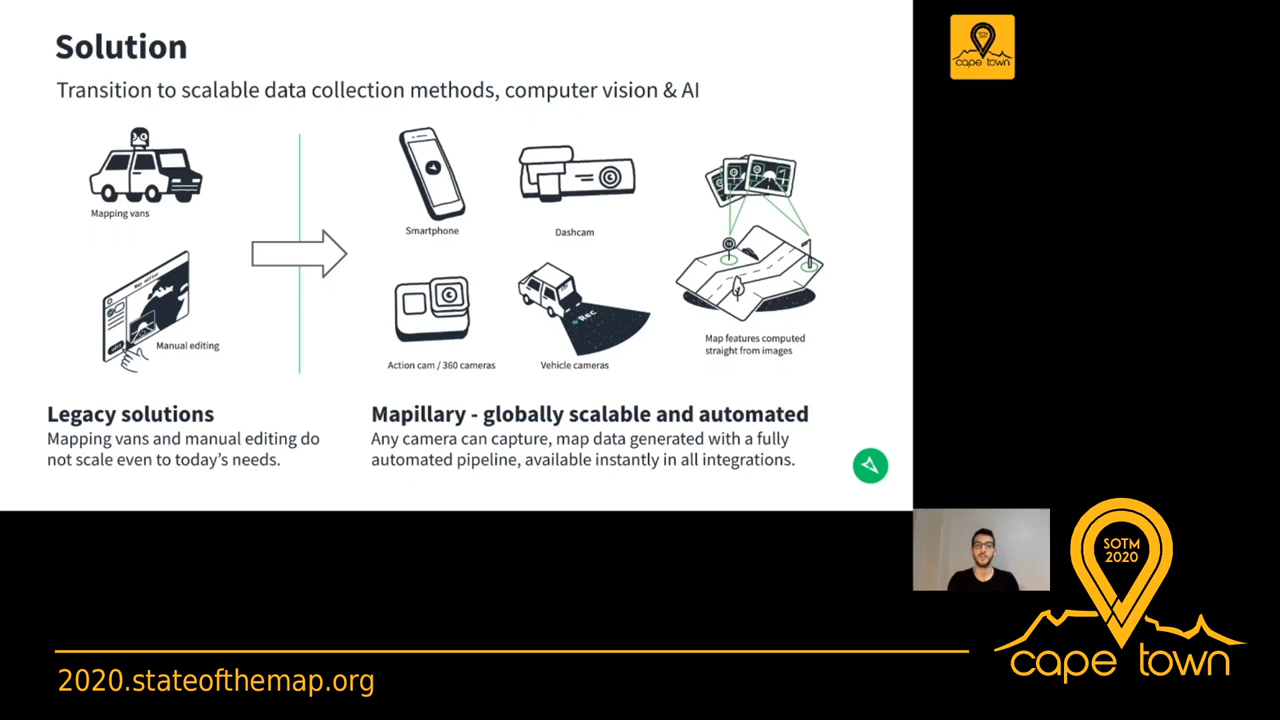 Solution
Transition to scalable data collection methods, computer vision & AI
Mapping vans
Manual editing
Smartphone
Dashcam
Action cam / 360 cameras
Rec
Vehicle cameras
Map features computed
straight from images
Legacy solutions
Mapping vans and manual editing do
not scale even to today’s needs.
Mapillary - globally scalable and automated
Any camera can capture, map data generated with a fully
automated pipeline, available instantly in all integrations.
cape town
SOTM
2020
cape town
2020.stateofthemap.org